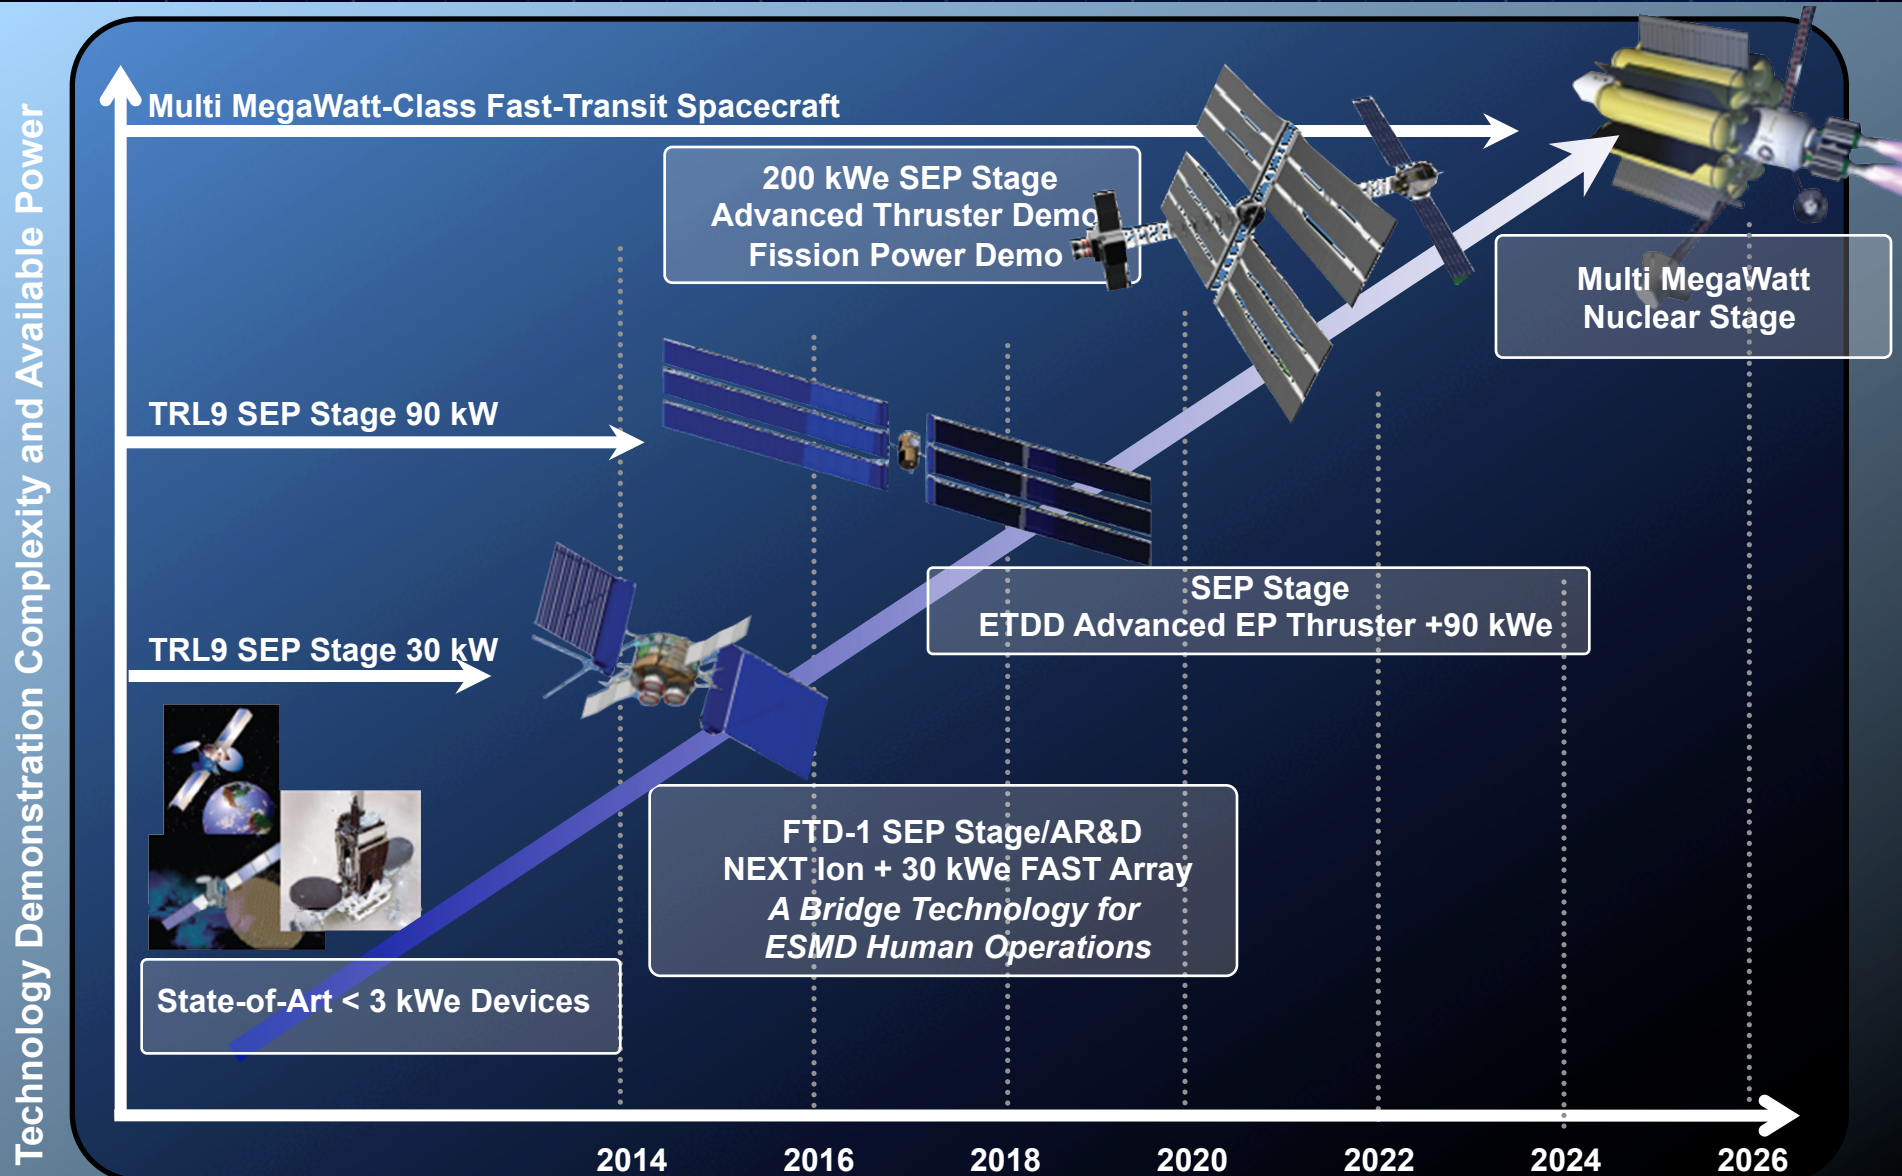 Technology Demonstration Complexity and Available Power
Multi MegaWatt-Class Fast-Transit Spacecraft
200 kWe SEP Stage
Advanced Thruster Demo
Fission Power Demo
Multi MegaWatt
Nuclear Stage
TRL9 SEP Stage 90 kW
SEP Stage
ETDD Advanced EP Thruster +90 kWe
TRL9 SEP Stage 30 kW
FTD-1 SEP Stage/AR&D
NEXT Ion + 30 kWe FAST Array
A Bridge Technology for
ESMD Human Operations
State-of-Art < 3 kWe Devices
2014 2016 2018 2020 2022 2024 2026